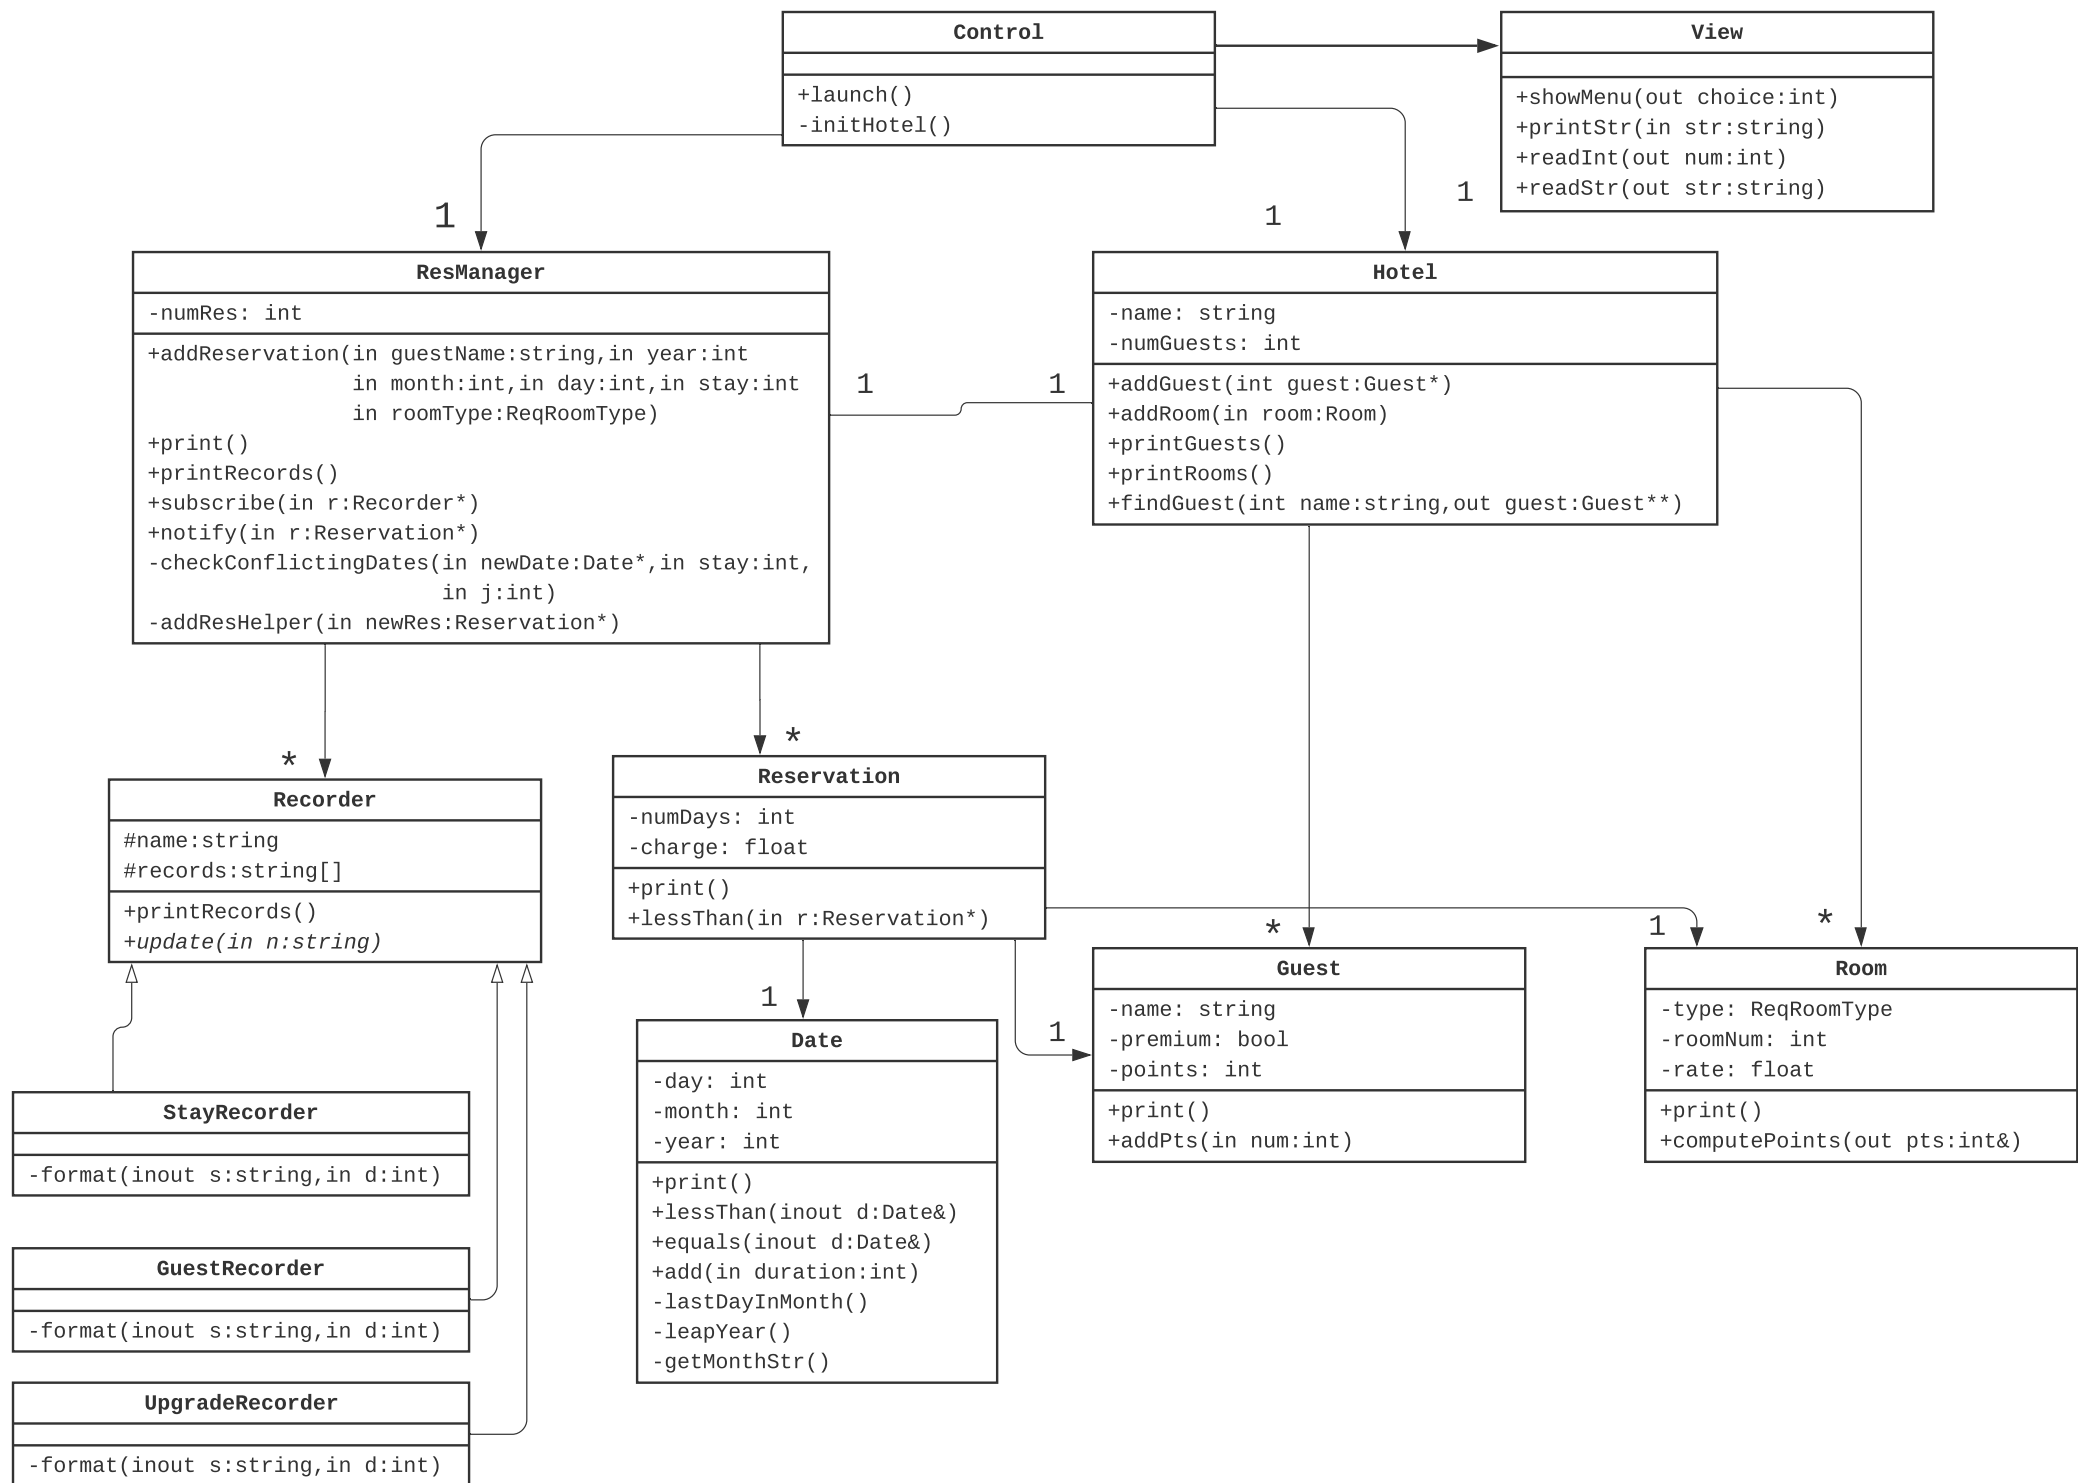 Control
+launch()
-initHotel()
View
+showMenu(out choice:int)
+printStr(in str:string)
+readInt(out num:int)
+readStr(out str:string)
1
1
1
ResManager
-numRes: int
+addReservation(in guestName:string,in year:int
in month:int,in day:int,in stay:int
in roomType:ReqRoomType)
+print()
+printRecords()
+subscribe(in r:Recorder*)
+notify(in r:Reservation*)
-checkConflictingDates(in newDate:Date*,in stay:int,
in j:int)
-addResHelper(in newRes:Reservation*)
1
1
Hotel
-name: string
-numGuests: int
+addGuest(int guest:Guest*)
+addRoom(in room:Room)
+printGuests()
+printRooms()
+findGuest(int name:string,out guest:Guest**)
*
*
Recorder
#name:string
#records:string[]
+printRecords()
+update(in n:string)
Reservation
-numDays: int
-charge: float
+print()
+lessThan(in r:Reservation*)
*
1
*
1
1
Date
-day: int
-month: int
-year: int
+print()
+lessThan(inout d:Date&)
+equals(inout d:Date&)
+add(in duration:int)
-lastDayInMonth()
-leapYear()
-getMonthStr()
Guest
-name: string
-premium: bool
-points: int
+print()
+addPts(in num:int)
Room
-type: ReqRoomType
-roomNum: int
-rate: float
+print()
+computePoints(out pts:int&)
StayRecorder
-format(inout s:string,in d:int)
GuestRecorder
-format(inout s:string,in d:int)
UpgradeRecorder
-format(inout s:string,in d:int)